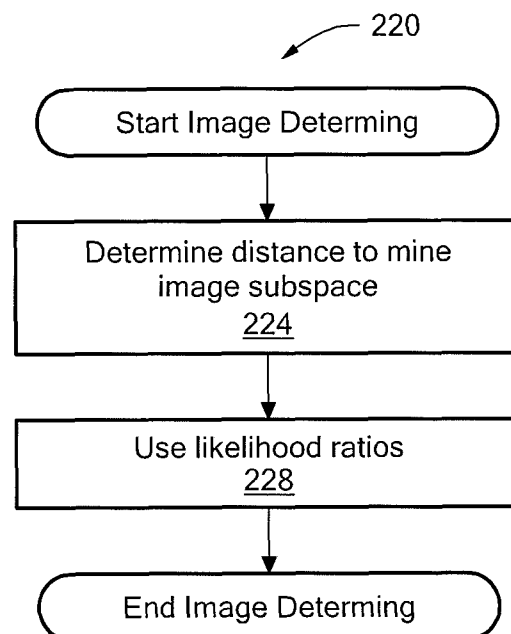 220
Start Image Determing
Determine distance to mine
image subspace
224
Use likelihood ratios
228
End Image Determing